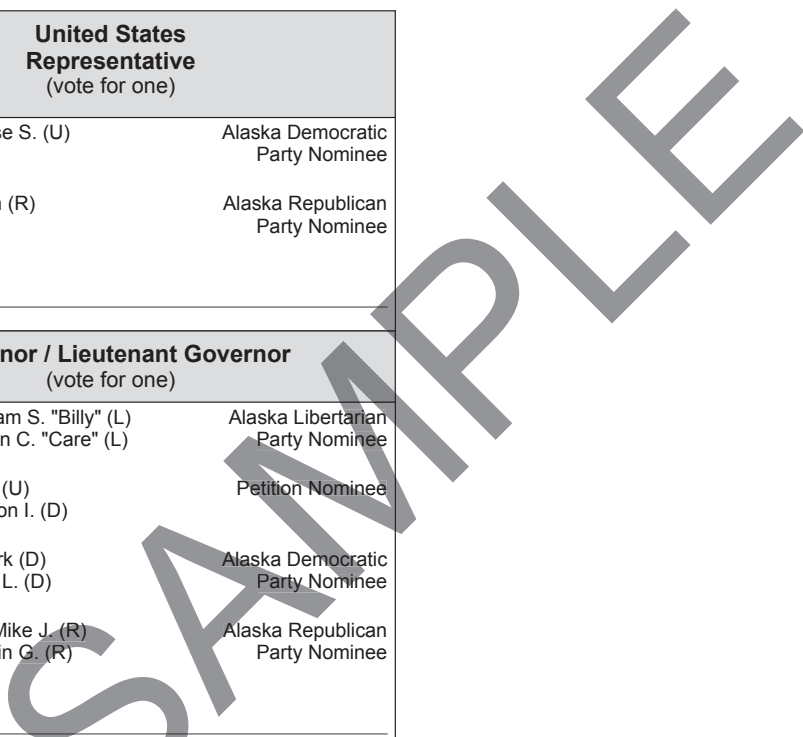 United States
Representative
(vote for one)
se S. (U) Alaska Democratic
Party Nominee
(R) Alaska Republican
Party Nominee
nor / Lieutenant Governor
(vote for one)
am S. "Billy" (L) Alaska Libertarian
n C. "Care" (L) Party Nominee
(U) Petition Nominee
on I. (D)
rk (D) Alaska Democratic
L. (D) Party Nominee
Mike J. (R) Alaska Republican
in G. (R) Party Nominee
SAMPLE